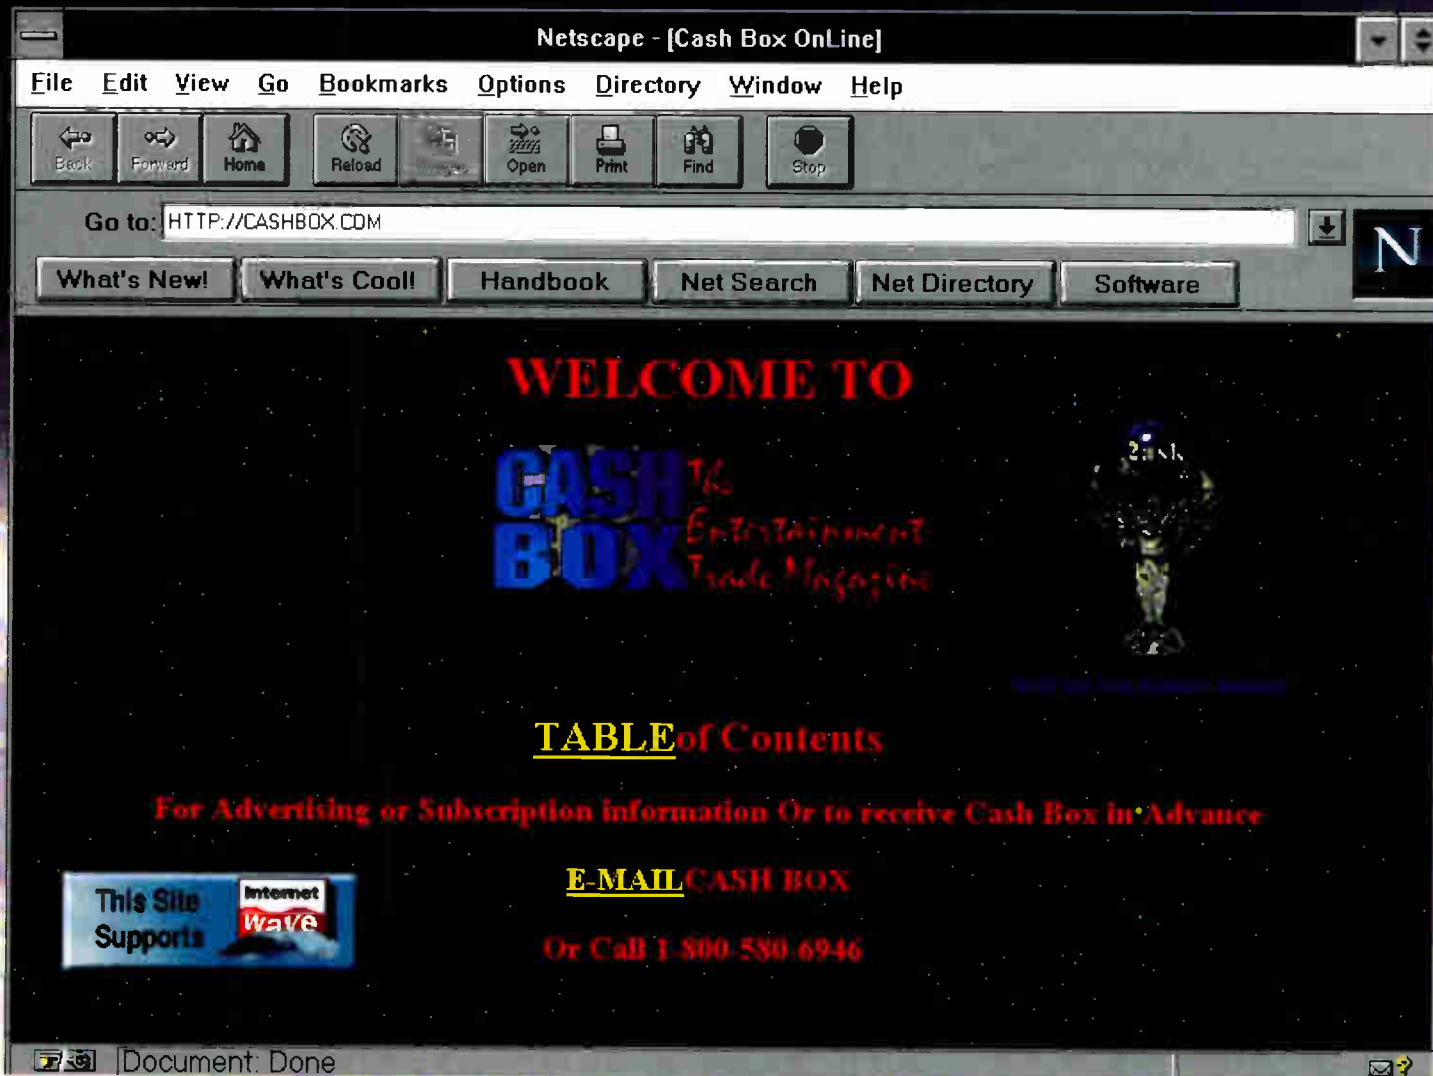 Netscape - [Cash Box OnLine]
File Edit View Go Bookmarks Options Directory Window Help
Back Forward Home Reload Images Open Print Find Stop
Go to: HTTP://CASHBOX.COM
N
What's New! What's Cool! Handbook Net Search Net Directory Software
WELCOME TO
CASH BOX
The
Entertainment
Trade Magazine
TABLE of Contents
For Advertising or Subscription information Or to receive Cash Box in Advance
E-MAIL CASH BOX
This Site
Supports
Internet
wave
Or Call 1-800-580-6946
Document: Done